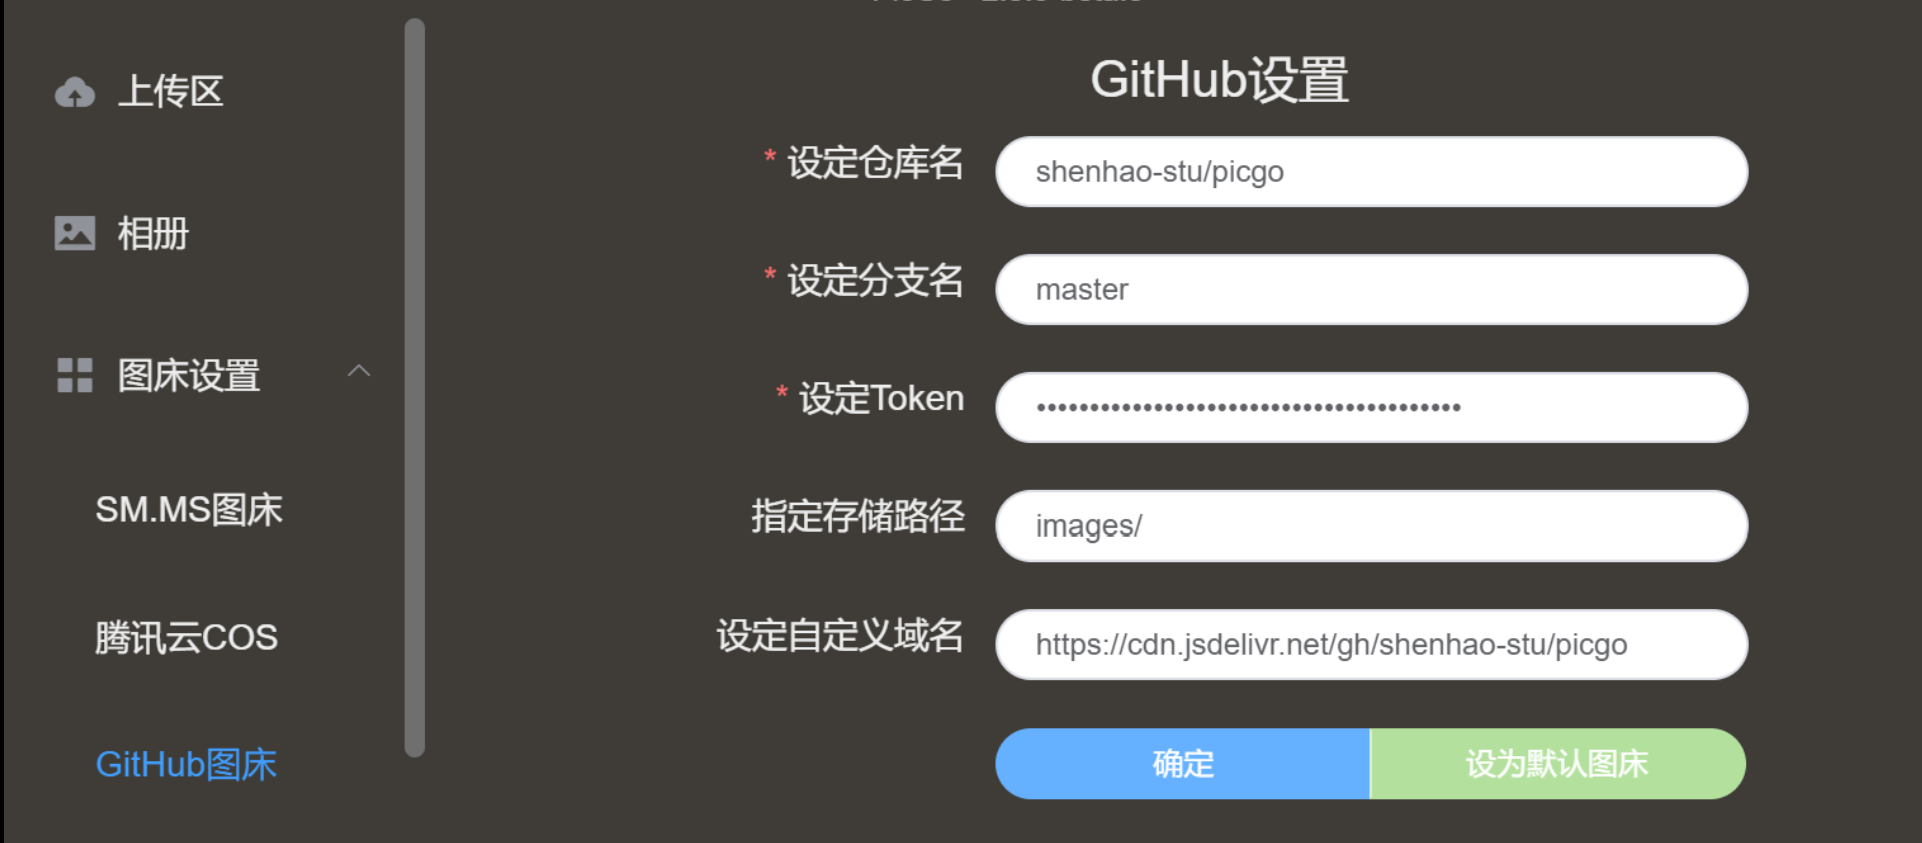 上传区
相册
图床设置
SM.MS图床
腾讯云COS
GitHub图床
GitHub设置
* 设定仓库名
shenhao-stu/picgo
* 设定分支名
master
* 设定Token
••••••••••••••••••••••••••••••••••••••••
指定存储路径
images/
设定自定义域名
https://cdn.jsdelivr.net/gh/shenhao-stu/picgo
确定
设为默认图床